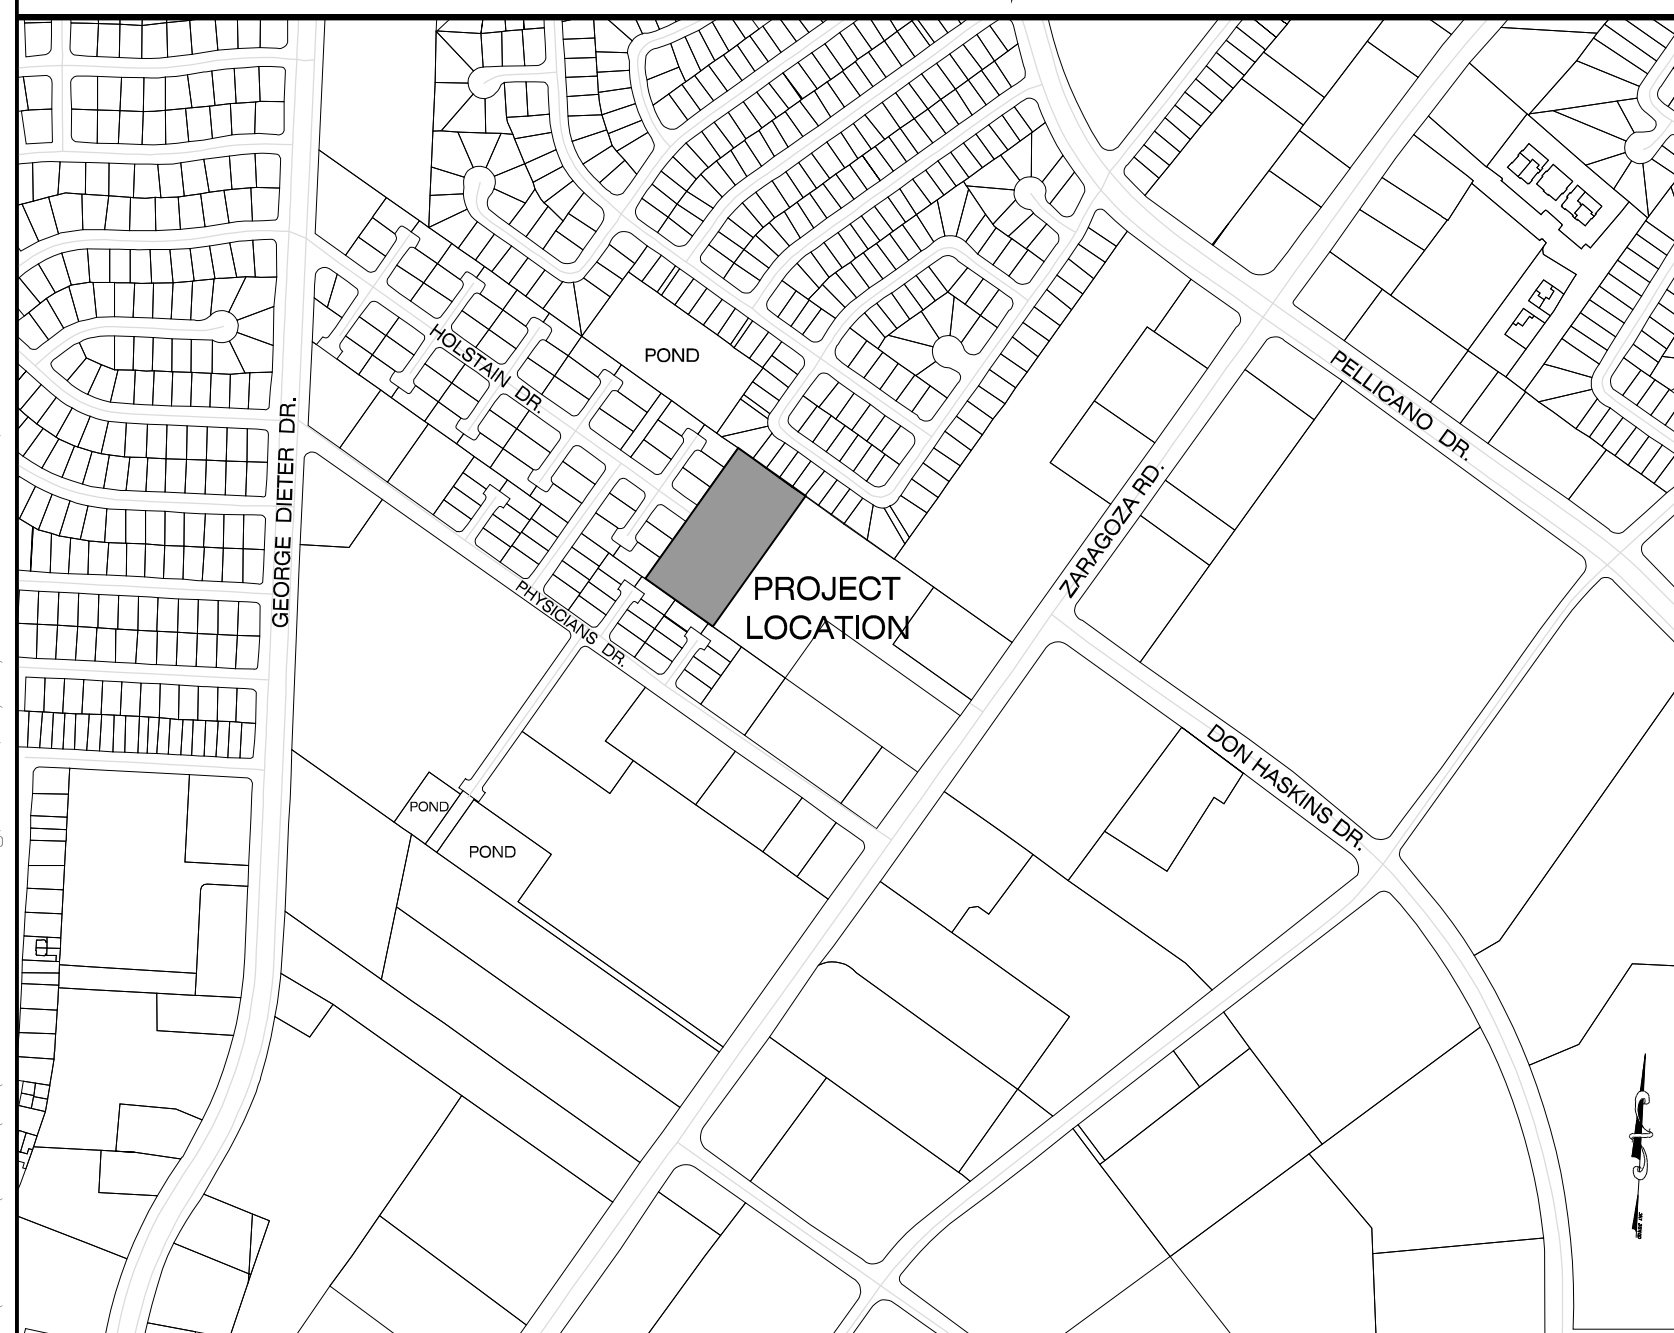 POND
HOLSTAIN DR.
PELLICANO DR.
GEORGE DIETER DR.
ZARAGOZA RD.
PROJECT
LOCATION
PHYSICIANS DR.
DON HASKINS DR.
POND
POND